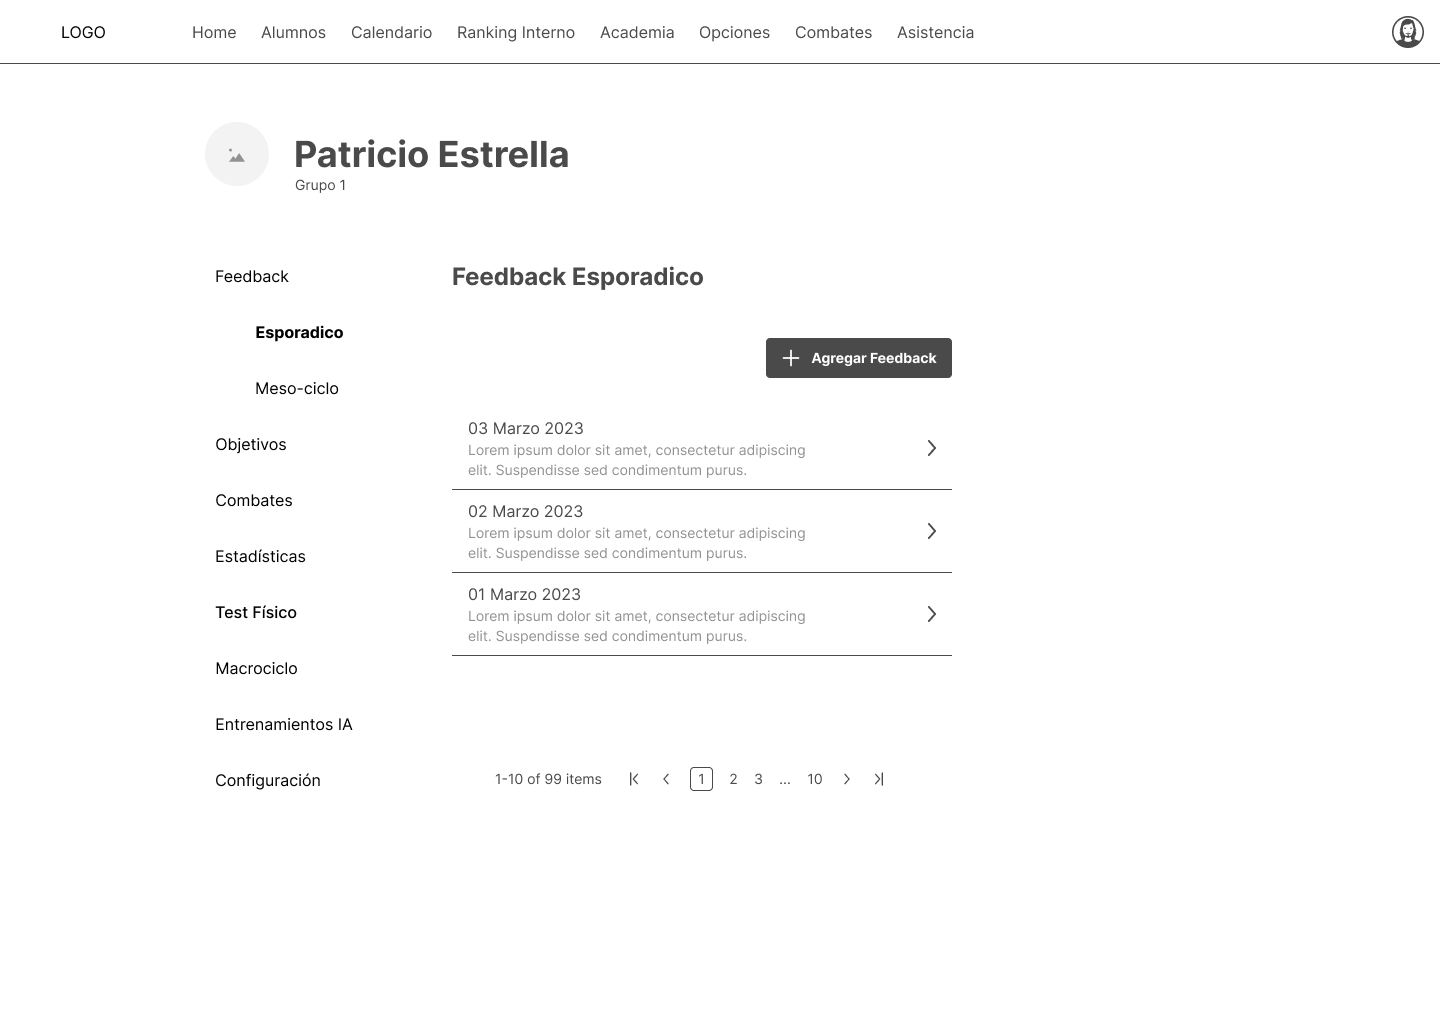 LOGO
Home Alumnos Calendario Ranking Interno Academia Opciones Combates Asistencia
Patricio Estrella
Grupo 1
Feedback
Esporadico
Meso-ciclo
Objetivos
Combates
Estadísticas
Test Físico
Macrociclo
Entrenamientos IA
Configuración
Feedback Esporadico
Agregar Feedback
03 Marzo 2023
Lorem ipsum dolor sit amet, consectetur adipiscing
elit. Suspendisse sed condimentum purus.
02 Marzo 2023
Lorem ipsum dolor sit amet, consectetur adipiscing
elit. Suspendisse sed condimentum purus.
01 Marzo 2023
Lorem ipsum dolor sit amet, consectetur adipiscing
elit. Suspendisse sed condimentum purus.
1-10 of 99 items 1 2 3 ... 10